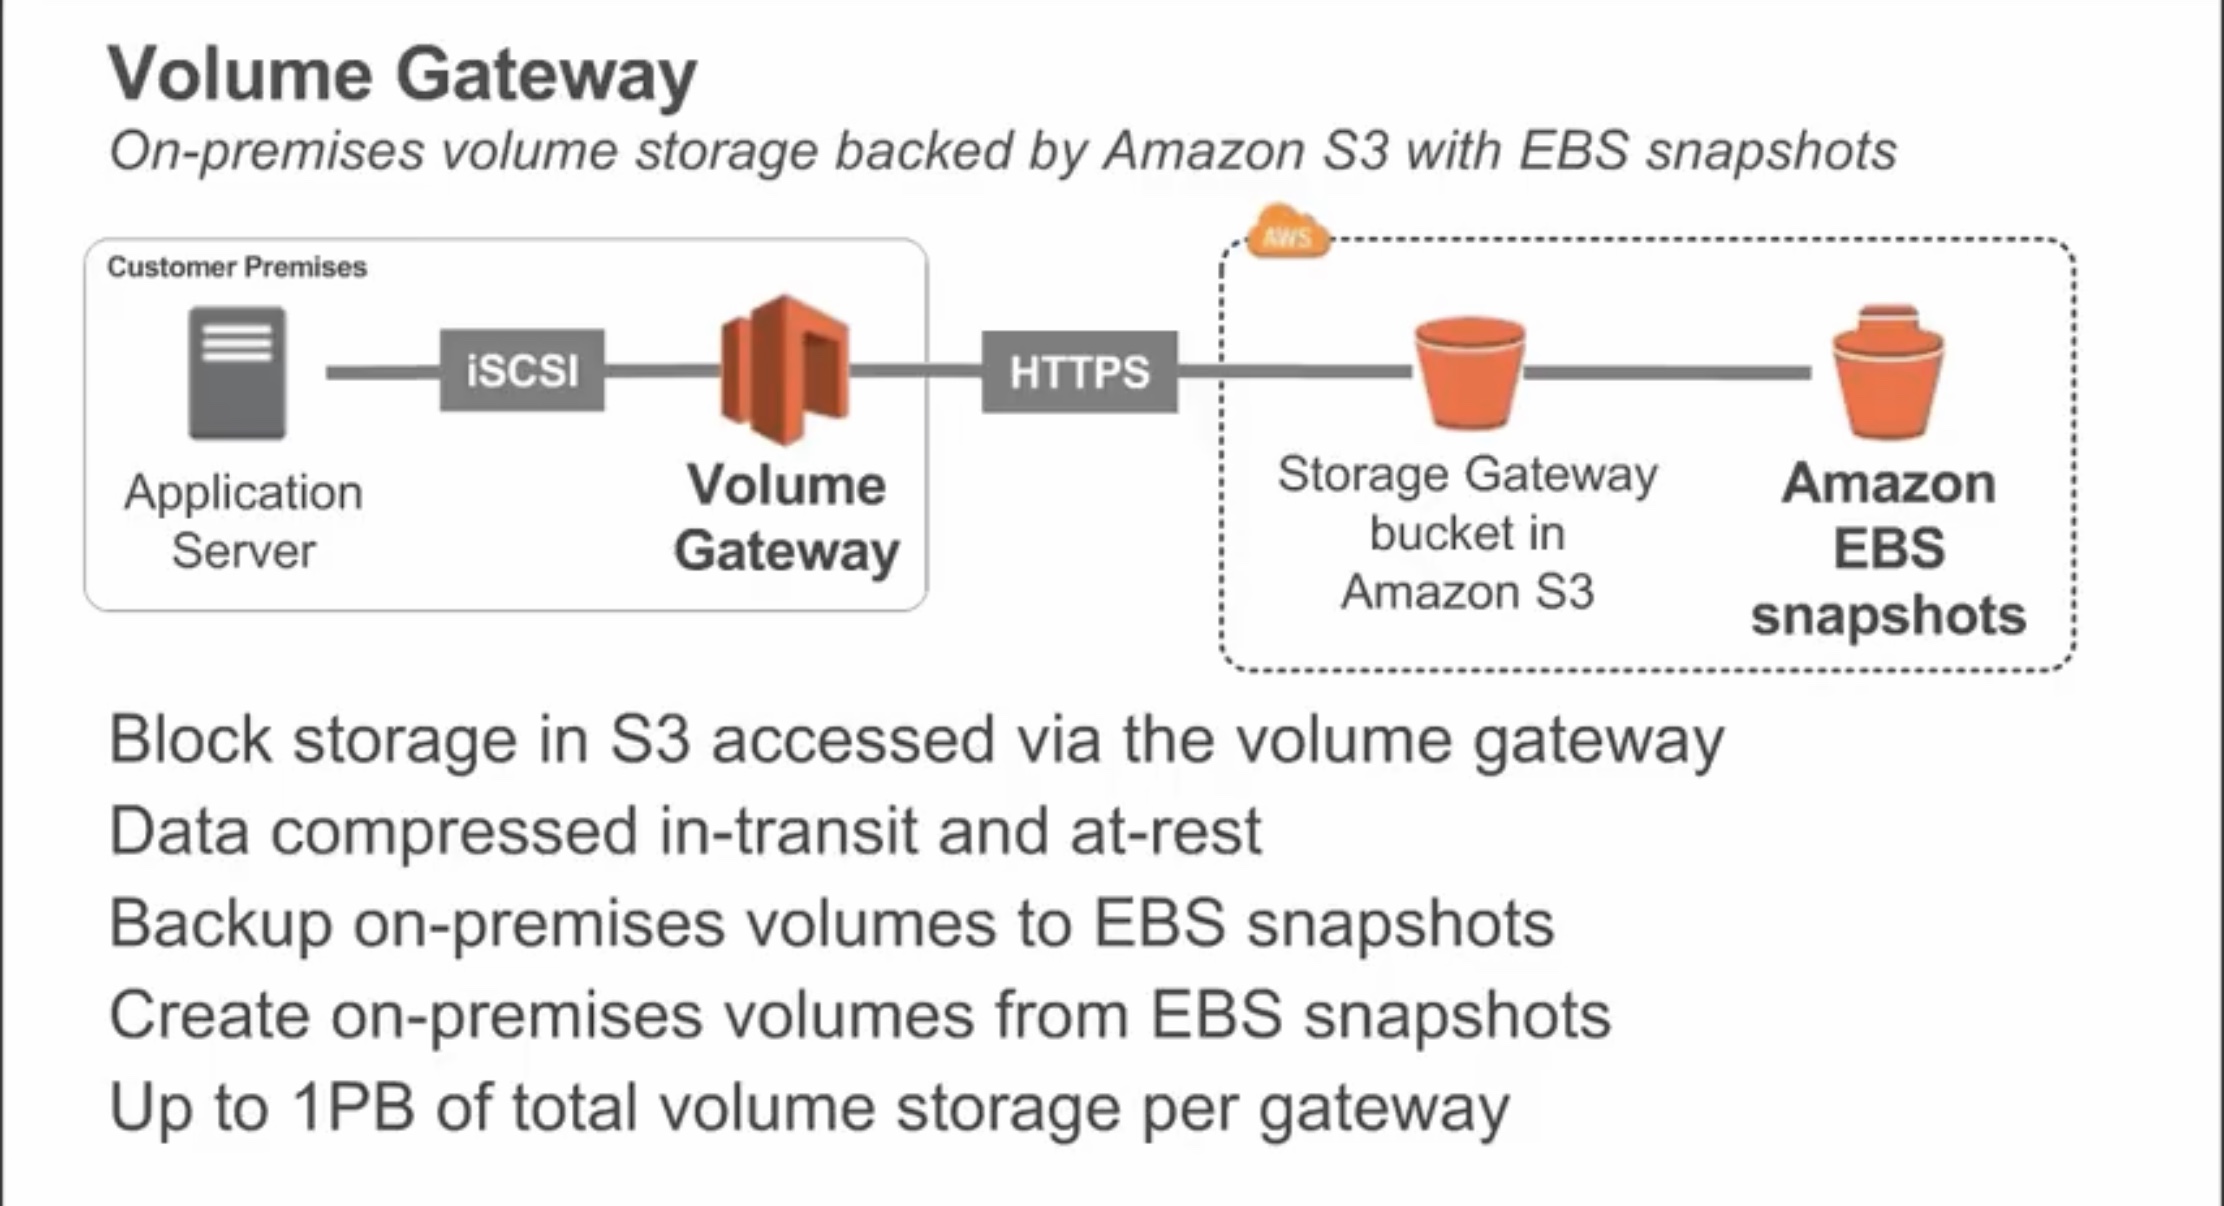 Volume Gateway
On-premises volume storage backed by Amazon S3 with EBS snapshots
AWS
Customer Premises
iSCSI
HTTPS
Application
Server
Volume
Gateway
Storage Gateway
bucket in
Amazon S3
Amazon
EBS
snapshots
Block storage in S3 accessed via the volume gateway
Data compressed in-transit and at-rest
Backup on-premises volumes to EBS snapshots
Create on-premises volumes from EBS snapshots
Up to 1PB of total volume storage per gateway